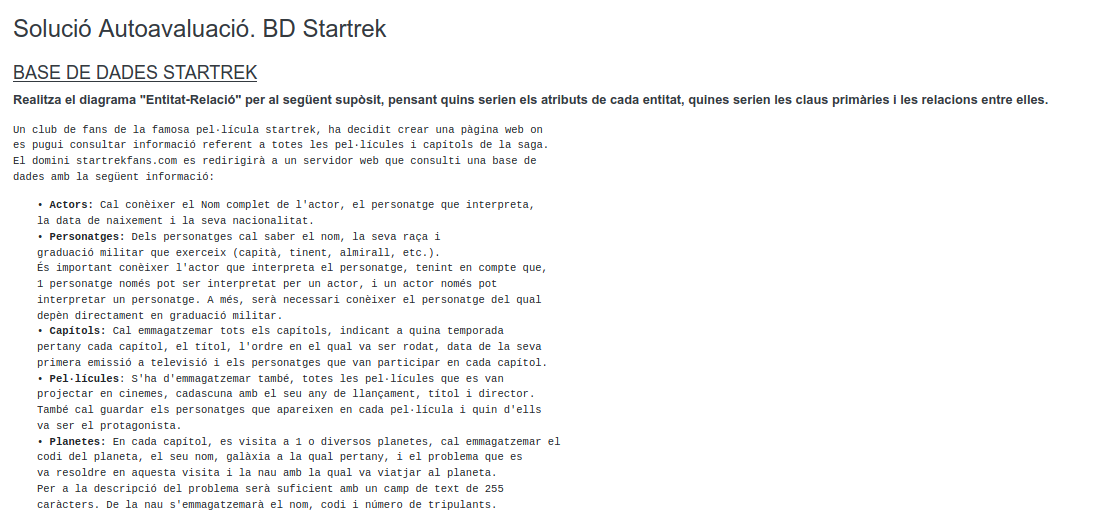 Solució Autoavaluació. BD Startrek
BASE DE DADES STARTREK
Realitza el diagrama "Entitat-Relació" per al següent supòsit, pensant quins serien els atributs de cada entitat, quines serien les claus primàries i les relacions entre elles.
Un club de fans de la famosa pel·lícula startrek, ha decidit crear una pàgina web on
es pugui consultar informació referent a totes les pel·lícules i capítols de la saga.
El domini startrekfans.com es redirigirà a un servidor web que consulti una base de
dades amb la següent informació:
• Actors: Cal conèixer el Nom complet de l'actor, el personatge que interpreta,
la data de naixement i la seva nacionalitat.
• Personatges: Dels personatges cal saber el nom, la seva raça i
graduació militar que exerceix (capità, tinent, almirall, etc.).
És important conèixer l'actor que interpreta el personatge, tenint en compte que,
1 personatge només pot ser interpretat per un actor, i un actor només pot
interpretar un personatge. A més, serà necessari conèixer el personatge del qual
depèn directament en graduació militar.
• Capítols: Cal emmagatzemar tots els capítols, indicant a quina temporada
pertany cada capítol, el títol, l'ordre en el qual va ser rodat, data de la seva
primera emissió a televisió i els personatges que van participar en cada capítol.
• Pel·lícules: S'ha d'emmagatzemar també, totes les pel·lícules que es van
projectar en cinemes, cadascuna amb el seu any de llançament, títol i director.
També cal guardar els personatges que apareixen en cada pel·lícula i quin d'ells
va ser el protagonista.
• Planetes: En cada capítol, es visita a 1 o diversos planetes, cal emmagatzemar el
codi del planeta, el seu nom, galàxia a la qual pertany, i el problema que es
va resoldre en aquesta visita i la nau amb la qual va viatjar al planeta.
Per a la descripció del problema serà suficient amb un camp de text de 255
caràcters. De la nau s'emmagatzemarà el nom, codi i número de tripulants.